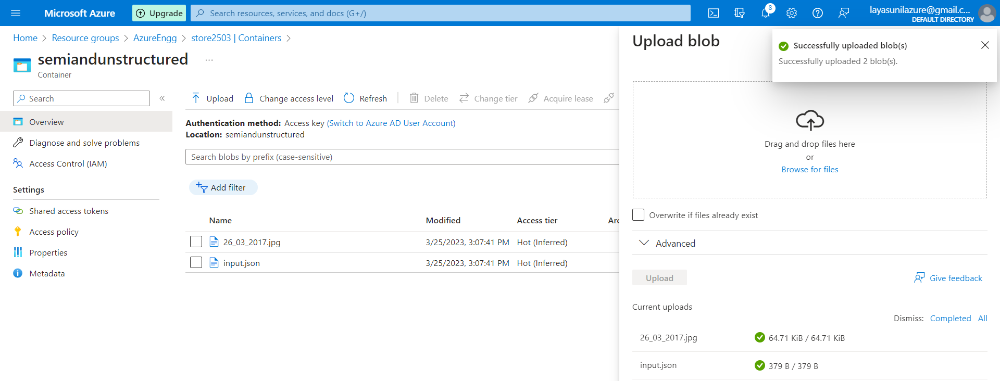 Microsoft Azure
Upgrade
Search resources, services, and docs (G+/)
8
layasunilazure@gmail.c...
DEFAULT DIRECTORY
Home > Resource groups > AzureEngg > store2503 | Containers >
semiandunstructured ...
Container
Search «
Overview
Diagnose and solve problems
Access Control (IAM)
Settings
Shared access tokens
Access policy
Properties
Metadata
Upload Change access level Refresh Delete Change tier Acquire lease
Authentication method: Access key (Switch to Azure AD User Account)
Location: semiandunstructured
Search blobs by prefix (case-sensitive)
Add filter
Name Modified Access tier Arc
26_03_2017.jpg 3/25/2023, 3:07:41 PM Hot (Inferred)
input.json 3/25/2023, 3:07:41 PM Hot (Inferred)
Upload blob
Successfully uploaded blob(s)
Successfully uploaded 2 blob(s).
Drag and drop files here
or
Browse for files
Overwrite if files already exist
Advanced
Upload
Give feedback
Current uploads
Dismiss: Completed All
26_03_2017.jpg 64.71 KiB / 64.71 KiB
input.json 379 B / 379 B